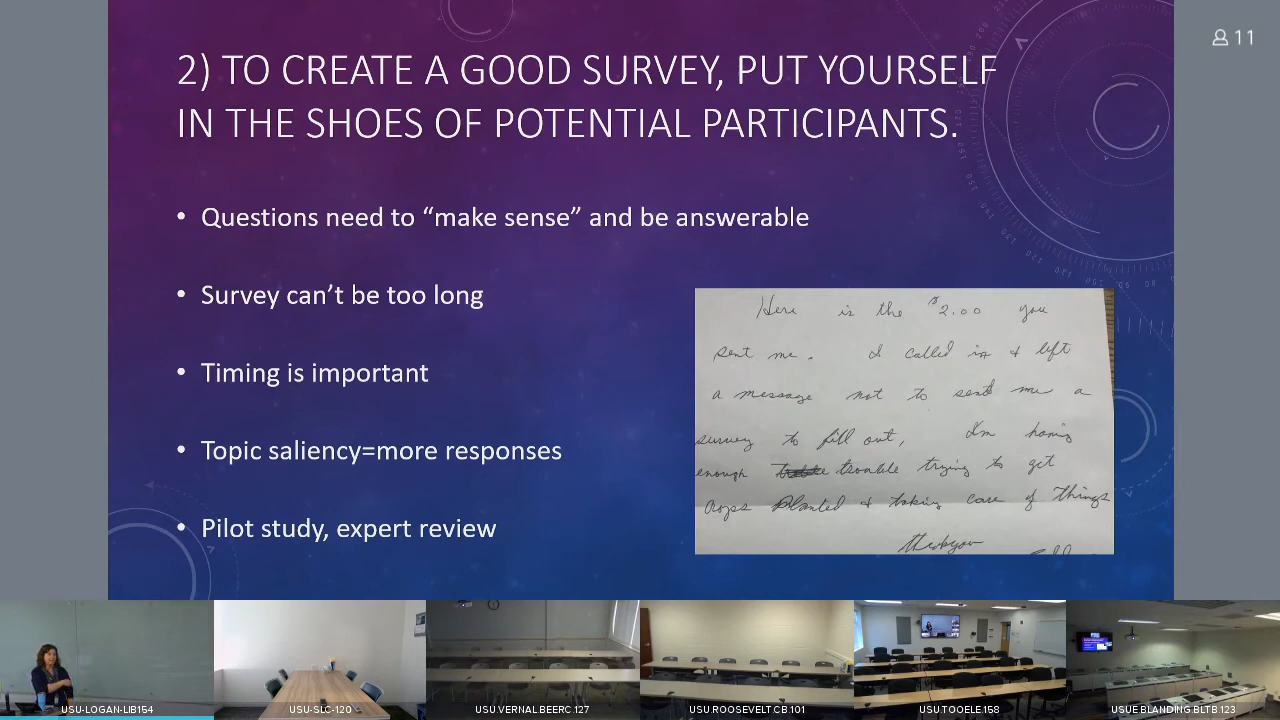 2) TO CREATE A GOOD SURVEY, PUT YOURSELF
IN THE SHOES OF POTENTIAL PARTICIPANTS.
11
• Questions need to “make sense” and be answerable
• Survey can’t be too long
• Timing is important
• Topic saliency=more responses
• Pilot study, expert review
Here is the $2.00 you
sent me. I called in & left
a message not to send me a
survey to fill out, I'm having
enough trouble trying to get
crops planted & taking care of things
thankyou
USU-LOGAN-LIB154
USU-SLC-120
USU.VERNAL.BEERC.127
USU.ROOSEVELT.CB.101
USU.TOOELE.158
USUE.BLANDING.BLTB.123